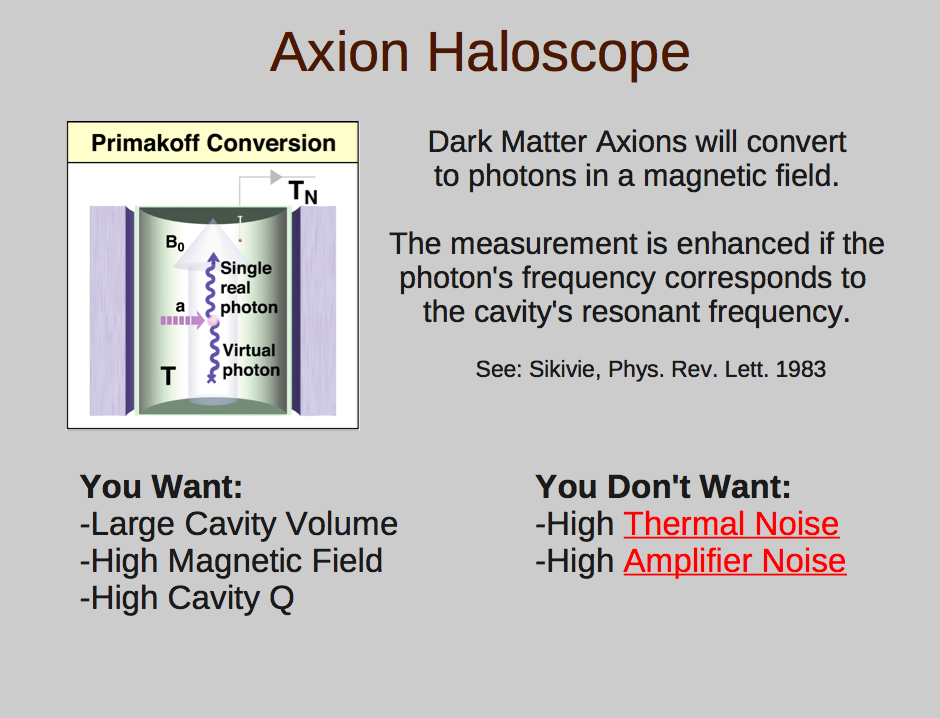 Axion Haloscope
Primakoff Conversion
T_N
B_0
Single
real
photon
a
Virtual
photon
T
Dark Matter Axions will convert
to photons in a magnetic field.
The measurement is enhanced if the
photon's frequency corresponds to
the cavity's resonant frequency.
See: Sikivie, Phys. Rev. Lett. 1983
You Want:
-Large Cavity Volume
-High Magnetic Field
-High Cavity Q
You Don't Want:
-High Thermal Noise
-High Amplifier Noise